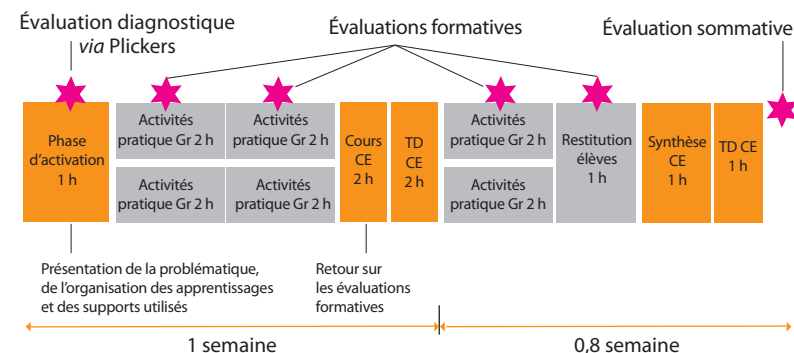 Évaluation diagnostique
via Plickers
Évaluations formatives
Évaluation sommative
Phase
d'activation
1 h
Activités
pratique Gr 2 h
Activités
pratique Gr 2 h
Activités
pratique Gr 2 h
Activités
pratique Gr 2 h
Cours
CE
2 h
TD
CE
2 h
Activités
pratique Gr 2 h
Activités
pratique Gr 2 h
Restitution
élèves
1 h
Synthèse
CE
1 h
TD CE
1 h
Présentation de la problématique,
de l'organisation des apprentissages
et des supports utilisés
Retour sur
les évaluations
formatives
1 semaine
0,8 semaine